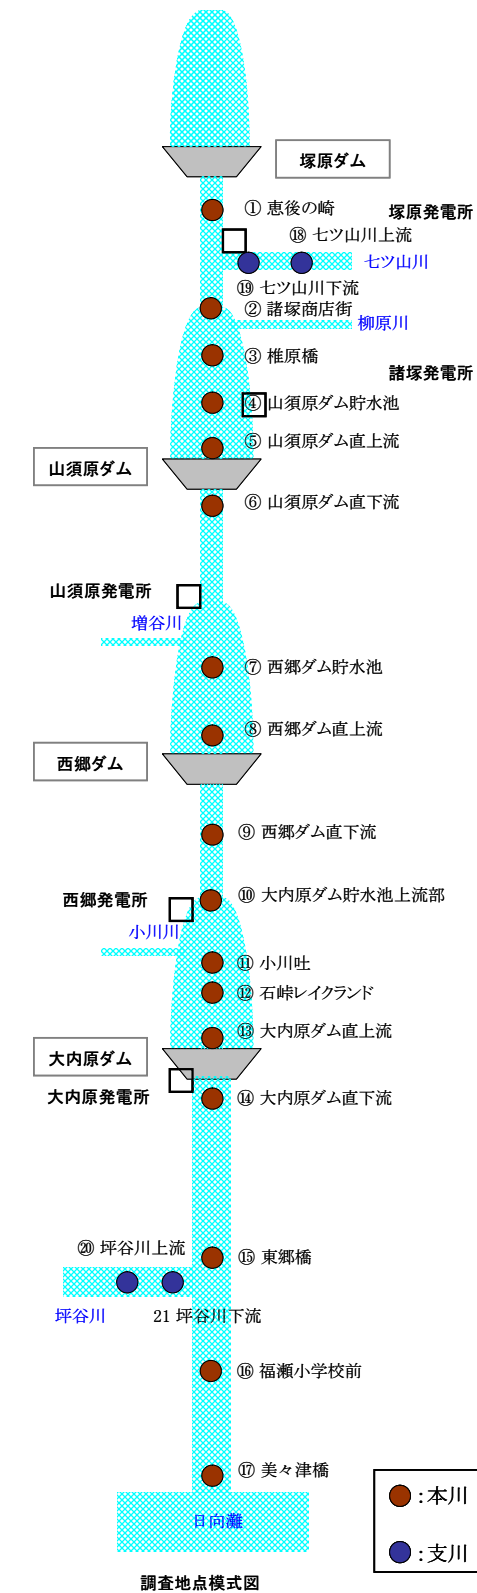 塚原ダム
① 恵後の崎
塚原発電所
⑱ 七ツ山川上流
七ツ山川
⑲ 七ツ山川下流
② 諸塚商店街
柳原川
③ 椎原橋
諸塚発電所
④ 山須原ダム貯水池
⑤ 山須原ダム直上流
山須原ダム
⑥ 山須原ダム直下流
山須原発電所
増谷川
⑦ 西郷ダム貯水池
⑧ 西郷ダム直上流
西郷ダム
⑨ 西郷ダム直下流
⑩ 大内原ダム貯水池上流部
西郷発電所
小川川
⑪ 小川吐
⑫ 石峠レイクランド
⑬ 大内原ダム直上流
大内原ダム
大内原発電所
⑭ 大内原ダム直下流
⑳ 坪谷川上流
⑮ 東郷橋
坪谷川
21 坪谷川下流
⑯ 福瀬小学校前
⑰ 美々津橋
日向灘
:本川
:支川
調査地点模式図